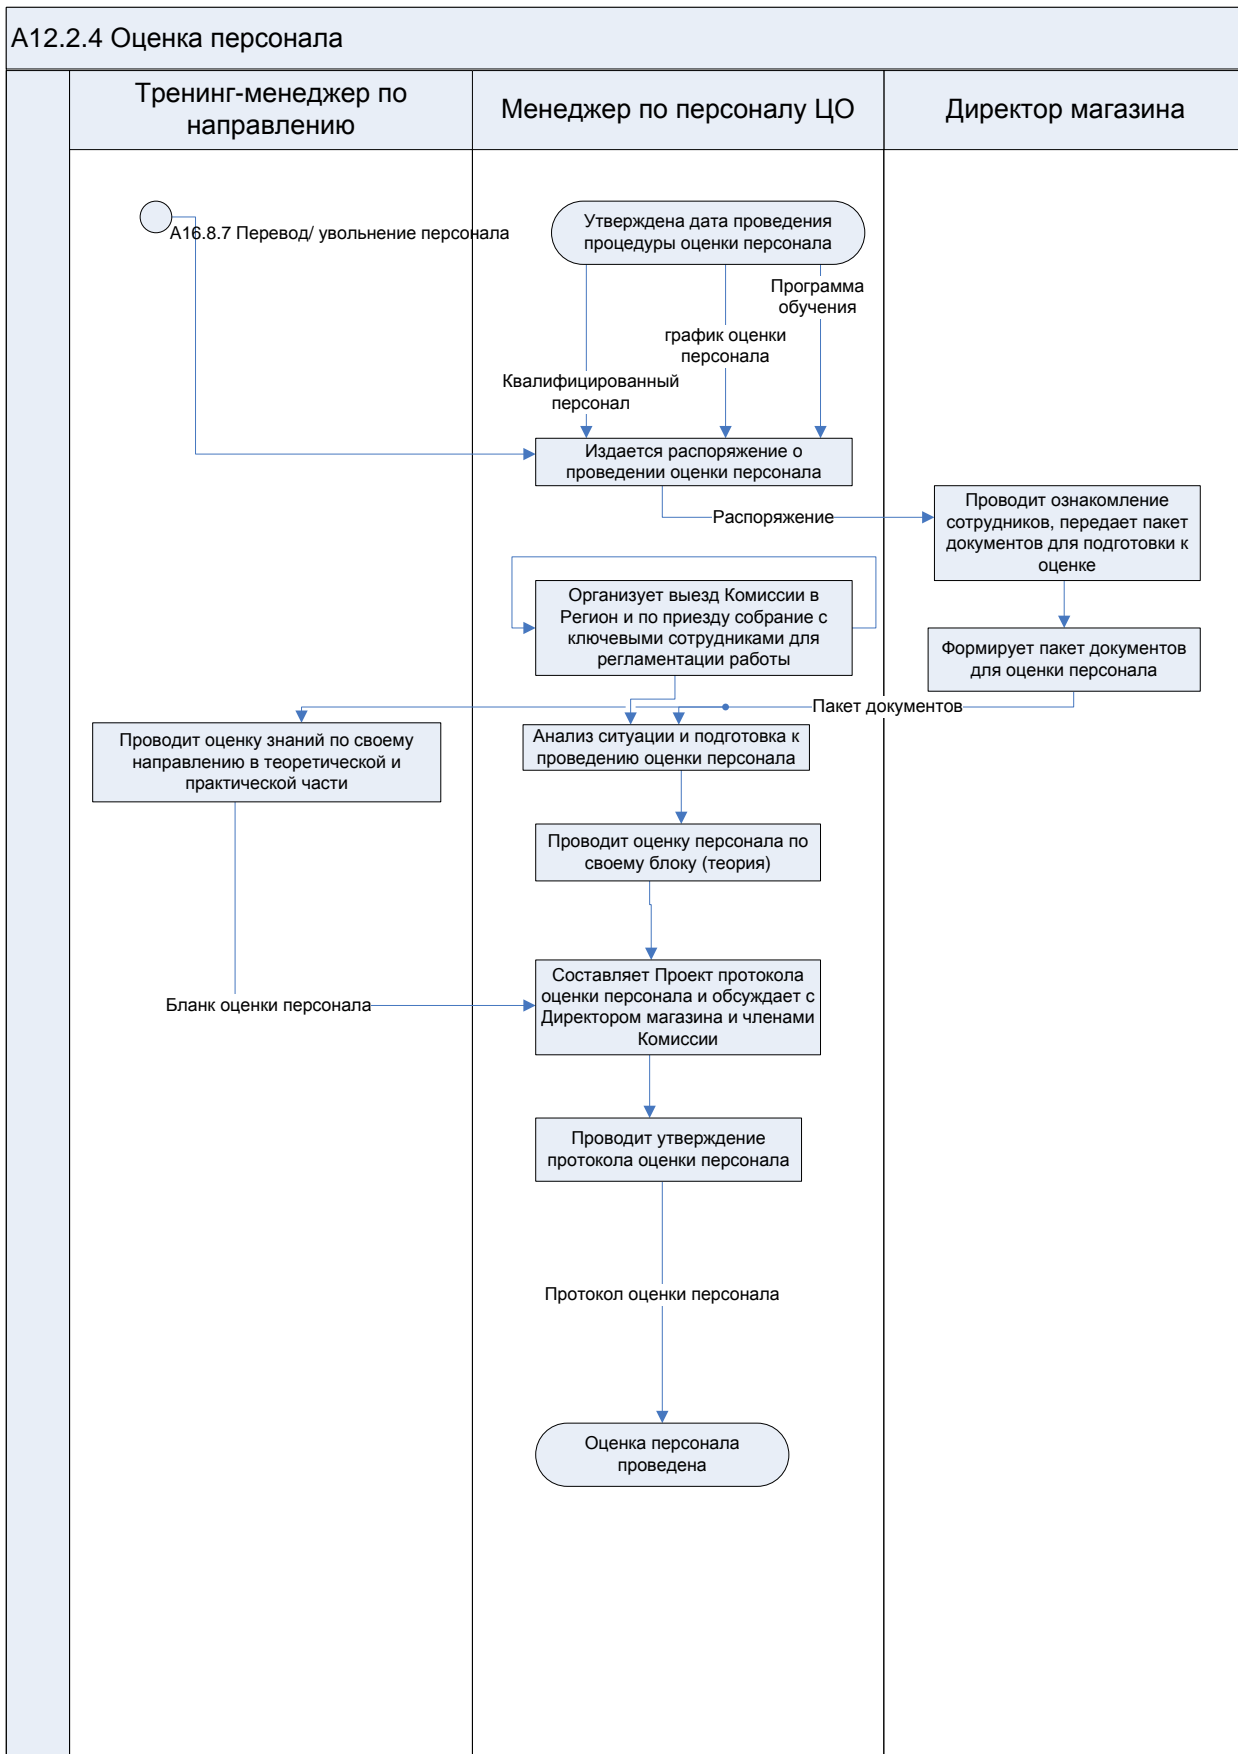 А12.2.4 Оценка персонала
Тренинг-менеджер по
направлению
Менеджер по персоналу ЦО
Директор магазина
А16.8.7 Перевод/ увольнение персонала
Утверждена дата проведения
процедуры оценки персонала
Программа
обучения
график оценки
персонала
Квалифицированный
персонал
Издается распоряжение о
проведении оценки персонала
Распоряжение
Проводит ознакомление
сотрудников, передает пакет
документов для подготовки к
оценке
Организует выезд Комиссии в
Регион и по приезду собрание с
ключевыми сотрудниками для
регламентации работы
Формирует пакет документов
для оценки персонала
Пакет документов
Проводит оценку знаний по своему
направлению в теоретической и
практической части
Анализ ситуации и подготовка к
проведению оценки персонала
Проводит оценку персонала по
своему блоку (теория)
Составляет Проект протокола
оценки персонала и обсуждает с
Директором магазина и членами
Комиссии
Бланк оценки персонала
Проводит утверждение
протокола оценки персонала
Протокол оценки персонала
Оценка персонала
проведена